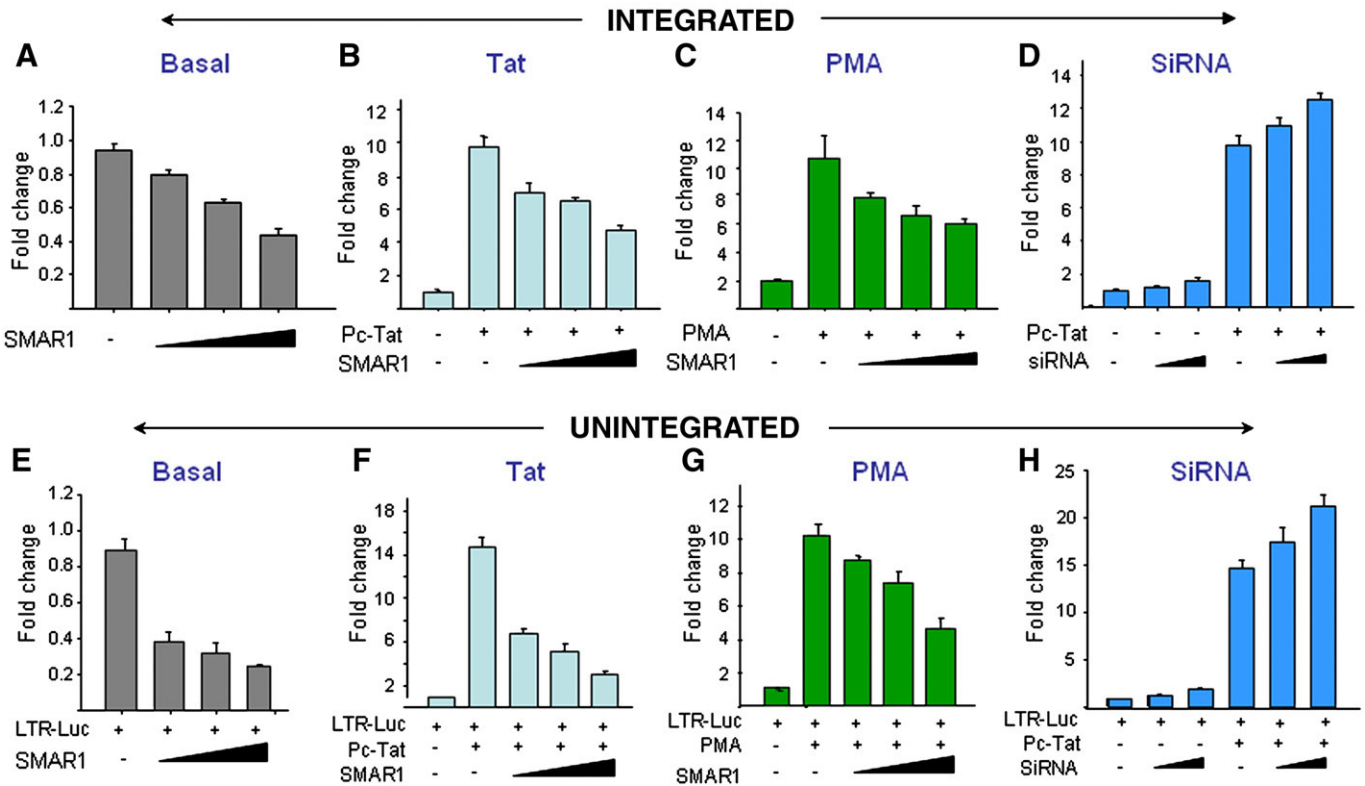 INTEGRATED
A Basal
B Tat
C PMA
D SiRNA
Fold change
1.2
1.0
0.8
0.6
0.4
0.2
SMAR1 -
Fold change
12
10
8
6
4
2
Pc-Tat - + + + +
SMAR1 - -
Fold change
14
12
10
8
6
4
2
PMA - + + + +
SMAR1 - -
Fold change
14
12
10
8
6
4
2
Pc-Tat - - - + + +
siRNA - -
UNINTEGRATED
E Basal
F Tat
G PMA
H SiRNA
Fold change
1.2
1.0
0.8
0.6
0.4
0.2
LTR-Luc + + + +
SMAR1 -
Fold change
18
14
10
6
2
LTR-Luc + + + + +
Pc-Tat - + + + +
SMAR1 - -
Fold change
12
10
8
6
4
2
LTR-Luc + + + + +
PMA - + + + +
SMAR1 - -
Fold change
25
20
15
10
5
LTR-Luc + + + + + +
Pc-Tat - - - + + +
SiRNA - -